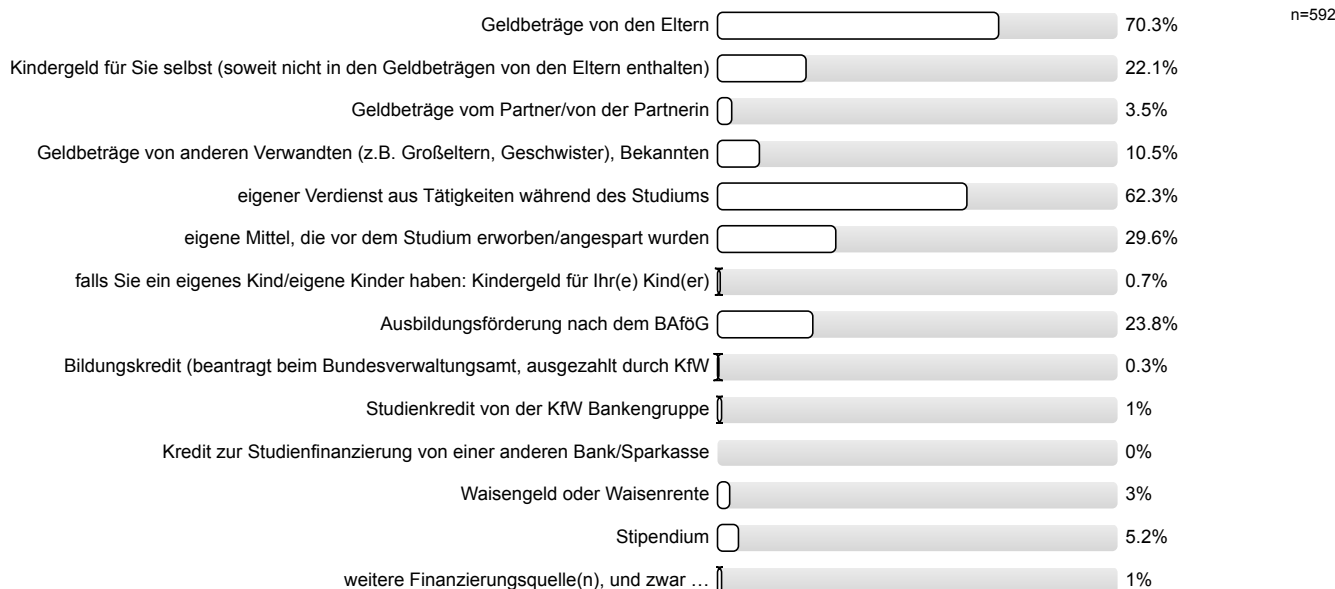 n=592
Geldbeträge von den Eltern 70.3%
Kindergeld für Sie selbst (soweit nicht in den Geldbeträgen von den Eltern enthalten) 22.1%
Geldbeträge vom Partner/von der Partnerin 3.5%
Geldbeträge von anderen Verwandten (z.B. Großeltern, Geschwister), Bekannten 10.5%
eigener Verdienst aus Tätigkeiten während des Studiums 62.3%
eigene Mittel, die vor dem Studium erworben/angespart wurden 29.6%
falls Sie ein eigenes Kind/eigene Kinder haben: Kindergeld für Ihr(e) Kind(er) 0.7%
Ausbildungsförderung nach dem BAföG 23.8%
Bildungskredit (beantragt beim Bundesverwaltungsamt, ausgezahlt durch KfW 0.3%
Studienkredit von der KfW Bankengruppe 1%
Kredit zur Studienfinanzierung von einer anderen Bank/Sparkasse 0%
Waisengeld oder Waisenrente 3%
Stipendium 5.2%
weitere Finanzierungsquelle(n), und zwar … 1%